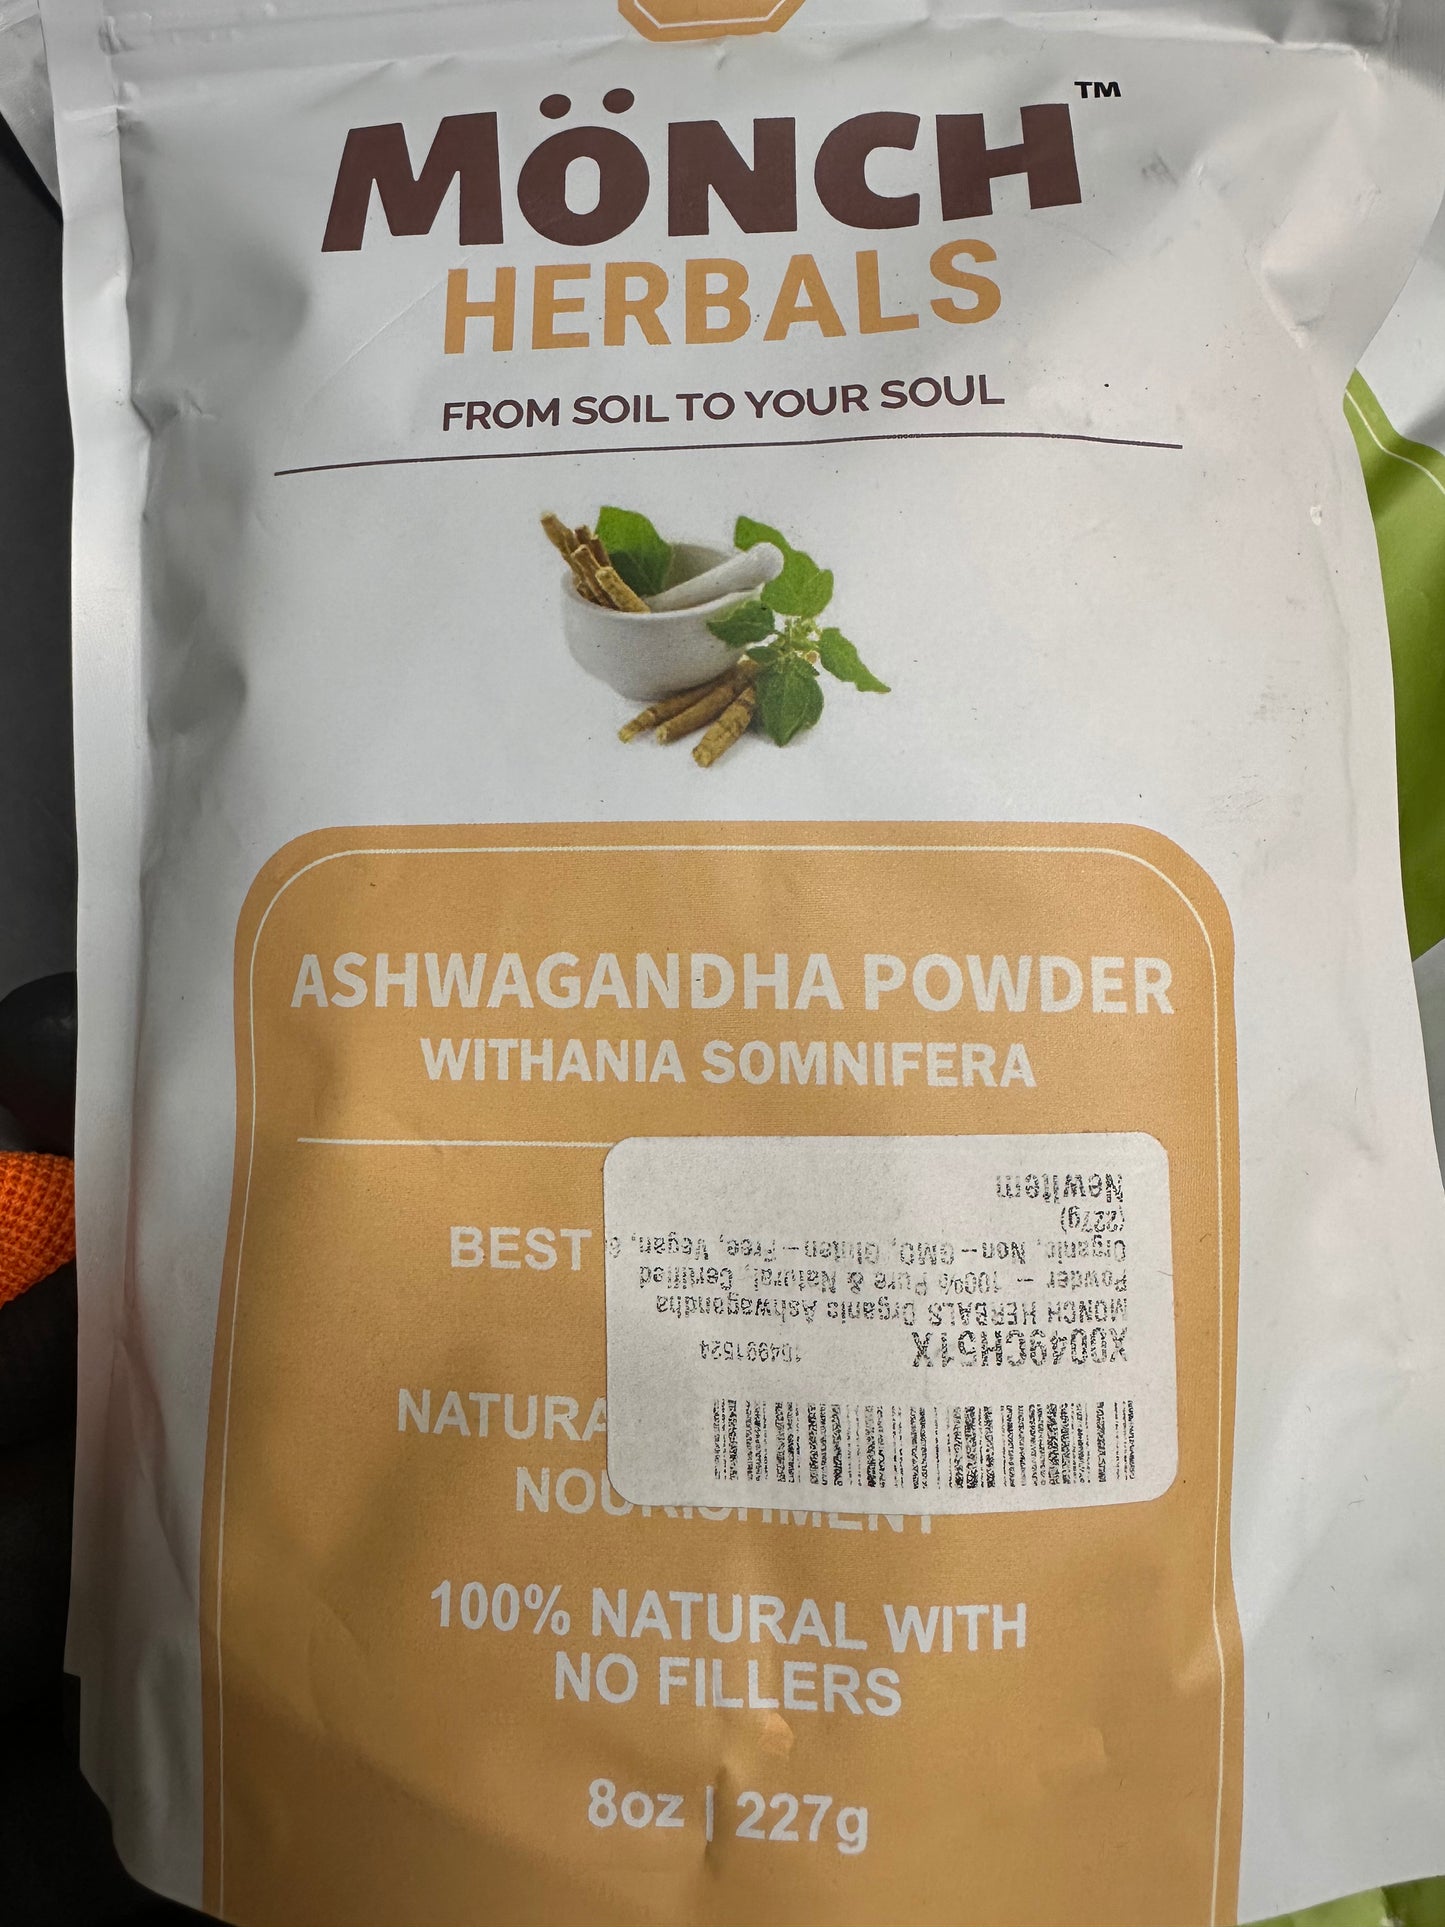 MÖNCH™
HERBALS
FROM SOIL TO YOUR SOUL
ASHWAGANDHA POWDER
WITHANIA SOMNIFERA
BEST
NATURA
NOURISHMENT
100% NATURAL WITH
NO FILLERS
8oz | 227g
X0049CH51X
MONCH HERBALS Organic Ashwagandha
Powder – 100% Pure & Natural, Certified
Organic, Non-GMO, Gluten-Free, Vegan, &
(227g)
NewItem